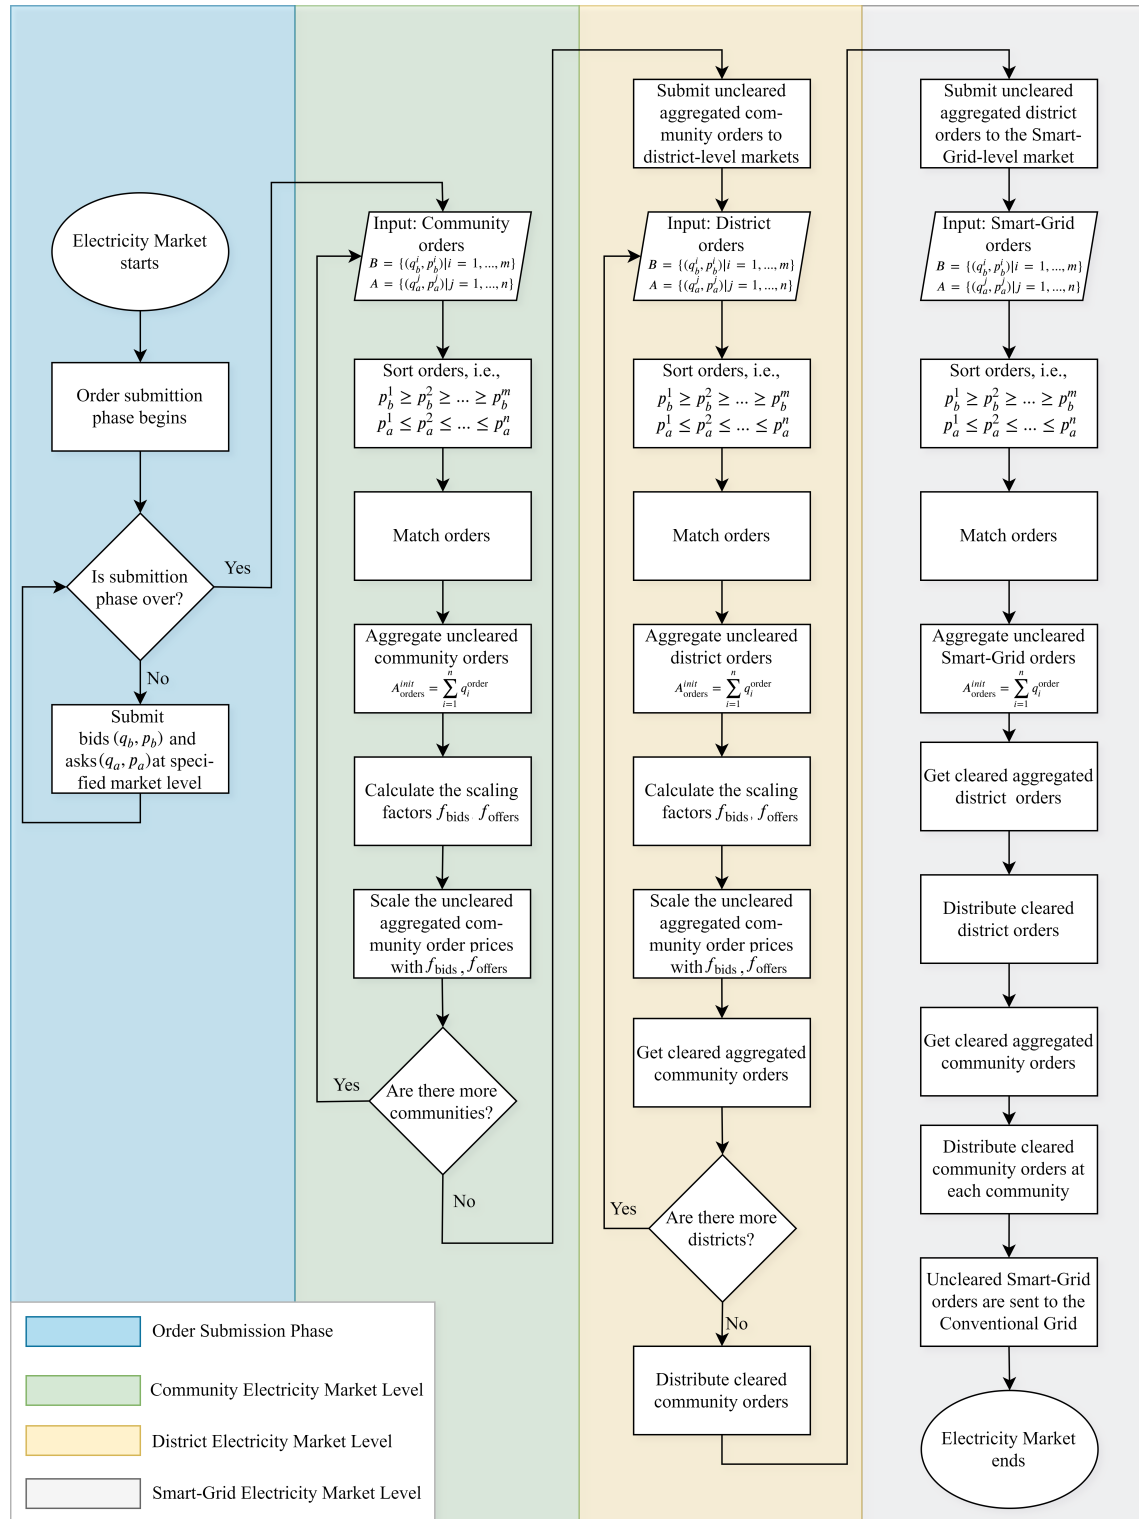 Electricity Market
starts
Order submittion
phase begins
Is submittion
phase over?
Yes
No
Submit
bids (q_b, p_b) and
asks (q_a, p_a) at speci-
fied market level
Input: Community
orders
B = {(q_b^i, p_b^i)|i = 1, ..., m}
A = {(q_a^j, p_a^j)|j = 1, ..., n}
Sort orders, i.e.,
p_b^1 ≥ p_b^2 ≥ ... ≥ p_b^m
p_a^1 ≤ p_a^2 ≤ ... ≤ p_a^n
Match orders
Aggregate uncleared
community orders
A_orders^init = ∑_{i=1}^n q_i^order
Calculate the scaling
factors f_bids, f_offers
Scale the uncleared
aggregated com-
munity order prices
with f_bids, f_offers
Are there more
communities?
Yes
No
Submit uncleared
aggregated com-
munity orders to
district-level markets
Input: District
orders
B = {(q_b^i, p_b^i)|i = 1, ..., m}
A = {(q_a^j, p_a^j)|j = 1, ..., n}
Sort orders, i.e.,
p_b^1 ≥ p_b^2 ≥ ... ≥ p_b^m
p_a^1 ≤ p_a^2 ≤ ... ≤ p_a^n
Match orders
Aggregate uncleared
district orders
A_orders^init = ∑_{i=1}^n q_i^order
Calculate the scaling
factors f_bids, f_offers
Scale the uncleared
aggregated com-
munity order prices
with f_bids, f_offers
Get cleared aggregated
community orders
Are there more
districts?
Yes
No
Distribute cleared
community orders
Submit uncleared
aggregated district
orders to the Smart-
Grid-level market
Input: Smart-Grid
orders
B = {(q_b^i, p_b^i)|i = 1, ..., m}
A = {(q_a^j, p_a^j)|j = 1, ..., n}
Sort orders, i.e.,
p_b^1 ≥ p_b^2 ≥ ... ≥ p_b^m
p_a^1 ≤ p_a^2 ≤ ... ≤ p_a^n
Match orders
Aggregate uncleared
Smart-Grid orders
A_orders^init = ∑_{i=1}^n q_i^order
Get cleared aggregated
district orders
Distribute cleared
district orders
Get cleared aggregated
community orders
Distribute cleared
community orders at
each community
Uncleared Smart-Grid
orders are sent to the
Conventional Grid
Electricity Market
ends
Order Submission Phase
Community Electricity Market Level
District Electricity Market Level
Smart-Grid Electricity Market Level